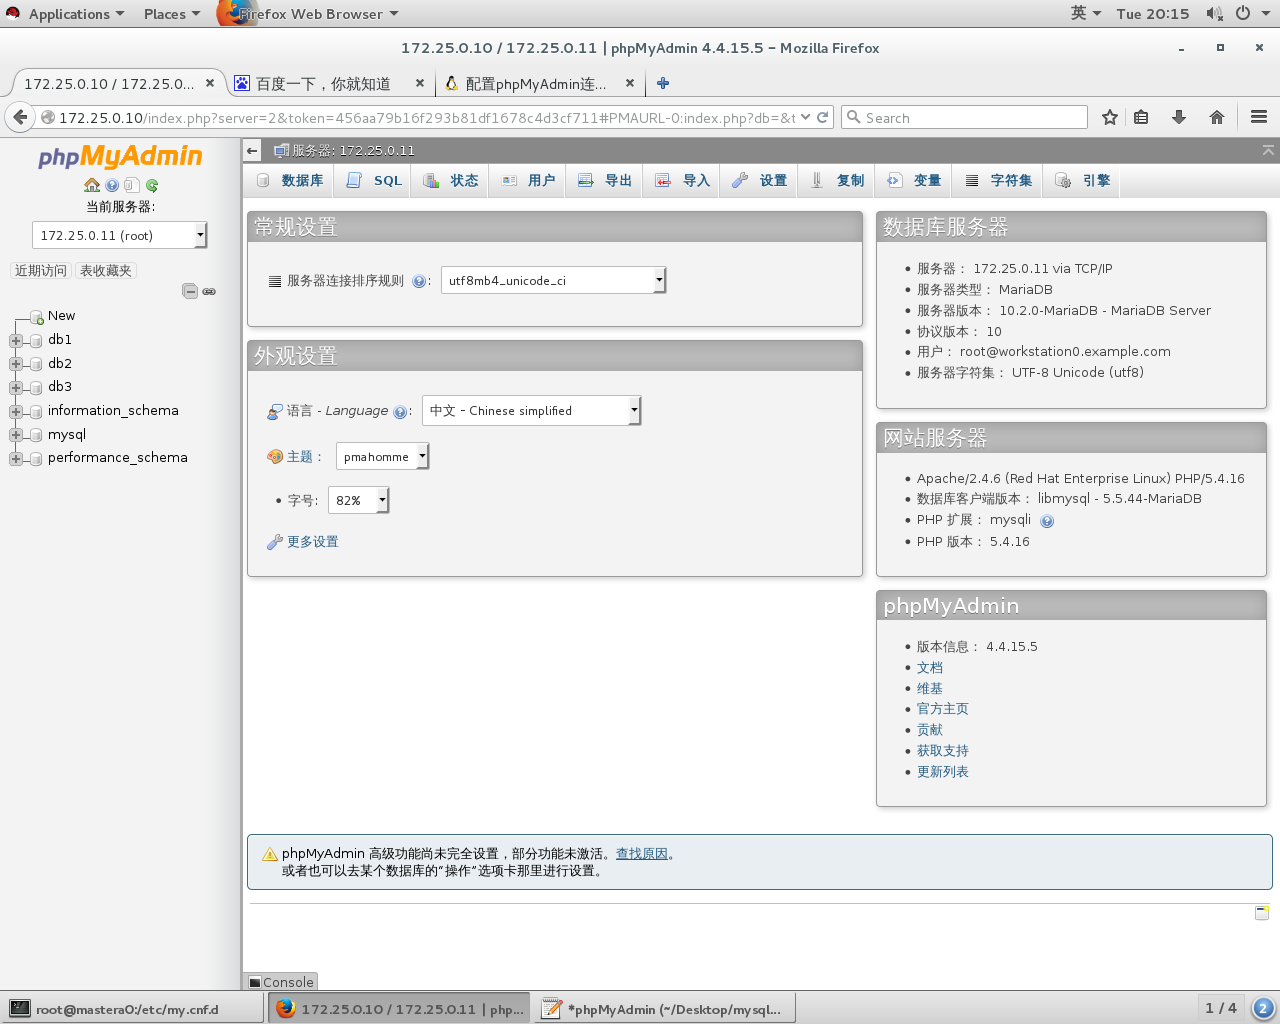 Applications Places Firefox Web Browser 英 Tue 20:15
172.25.0.10 / 172.25.0.11 | phpMyAdmin 4.4.15.5 - Mozilla Firefox
172.25.0.10 / 172.25.0... 百度一下，你就知道 配置phpMyAdmin连...
172.25.0.10/index.php?server=2&token=456aa79b16f293b81df1678c4d3cf711#PMAURL-0:index.php?db=&t Search
phpMyAdmin
当前服务器:
172.25.0.11 (root)
近期访问 表收藏夹
New
db1
db2
db3
information_schema
mysql
performance_schema
服务器: 172.25.0.11
数据库 SQL 状态 用户 导出 导入 设置 复制 变量 字符集 引擎
常规设置
服务器连接排序规则 : utf8mb4_unicode_ci
外观设置
语言 - Language : 中文 - Chinese simplified
主题： pmahomme
字号: 82%
更多设置
数据库服务器
服务器： 172.25.0.11 via TCP/IP
服务器类型： MariaDB
服务器版本： 10.2.0-MariaDB - MariaDB Server
协议版本： 10
用户： root@workstation0.example.com
服务器字符集： UTF-8 Unicode (utf8)
网站服务器
Apache/2.4.6 (Red Hat Enterprise Linux) PHP/5.4.16
数据库客户端版本： libmysql - 5.5.44-MariaDB
PHP 扩展： mysqli
PHP 版本： 5.4.16
phpMyAdmin
版本信息： 4.4.15.5
文档
维基
官方主页
贡献
获取支持
更新列表
phpMyAdmin 高级功能尚未完全设置，部分功能未激活。查找原因。
或者也可以去某个数据库的“操作”选项卡那里进行设置。
Console
root@mastera0:/etc/my.cnf.d 172.25.0.10 / 172.25.0.11 | php... *phpMyAdmin (~/Desktop/mysql... 1 / 4 2